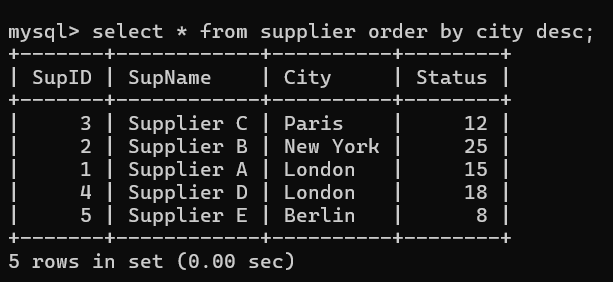 mysql> select * from supplier order by city desc;
+-------+------------+----------+--------+
| SupID | SupName    | City     | Status |
+-------+------------+----------+--------+
|     3 | Supplier C | Paris    |     12 |
|     2 | Supplier B | New York |     25 |
|     1 | Supplier A | London   |     15 |
|     4 | Supplier D | London   |     18 |
|     5 | Supplier E | Berlin   |      8 |
+-------+------------+----------+--------+
5 rows in set (0.00 sec)